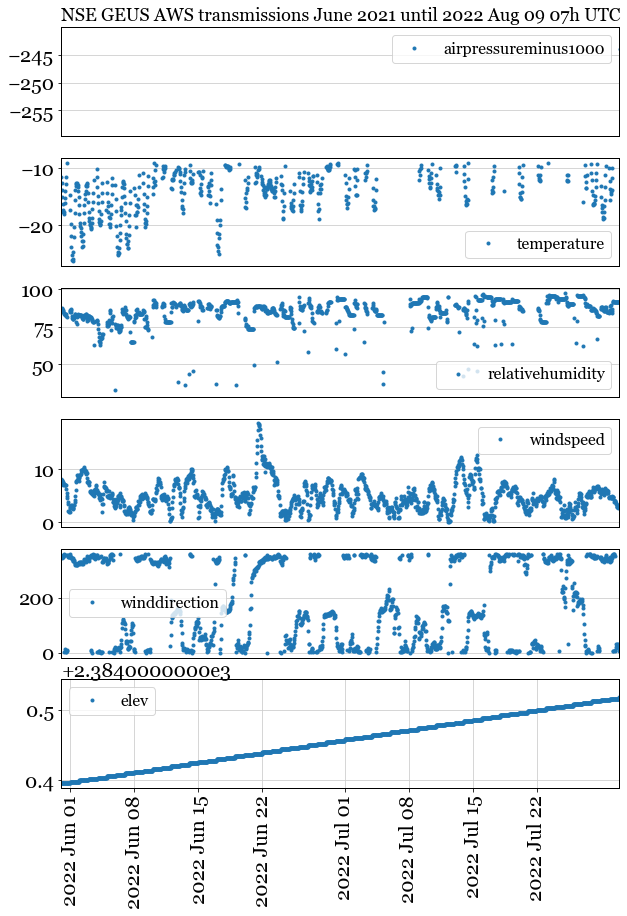 NSE GEUS AWS transmissions June 2021 until 2022 Aug 09 07h UTC
−245
−250
−255
airpressureminus1000
−10
−20
temperature
100
75
50
relativehumidity
10
0
windspeed
200
0
winddirection
+2.3840000000e3
0.5
0.4
elev
2022 Jun 01
2022 Jun 08
2022 Jun 15
2022 Jun 22
2022 Jul 01
2022 Jul 08
2022 Jul 15
2022 Jul 22